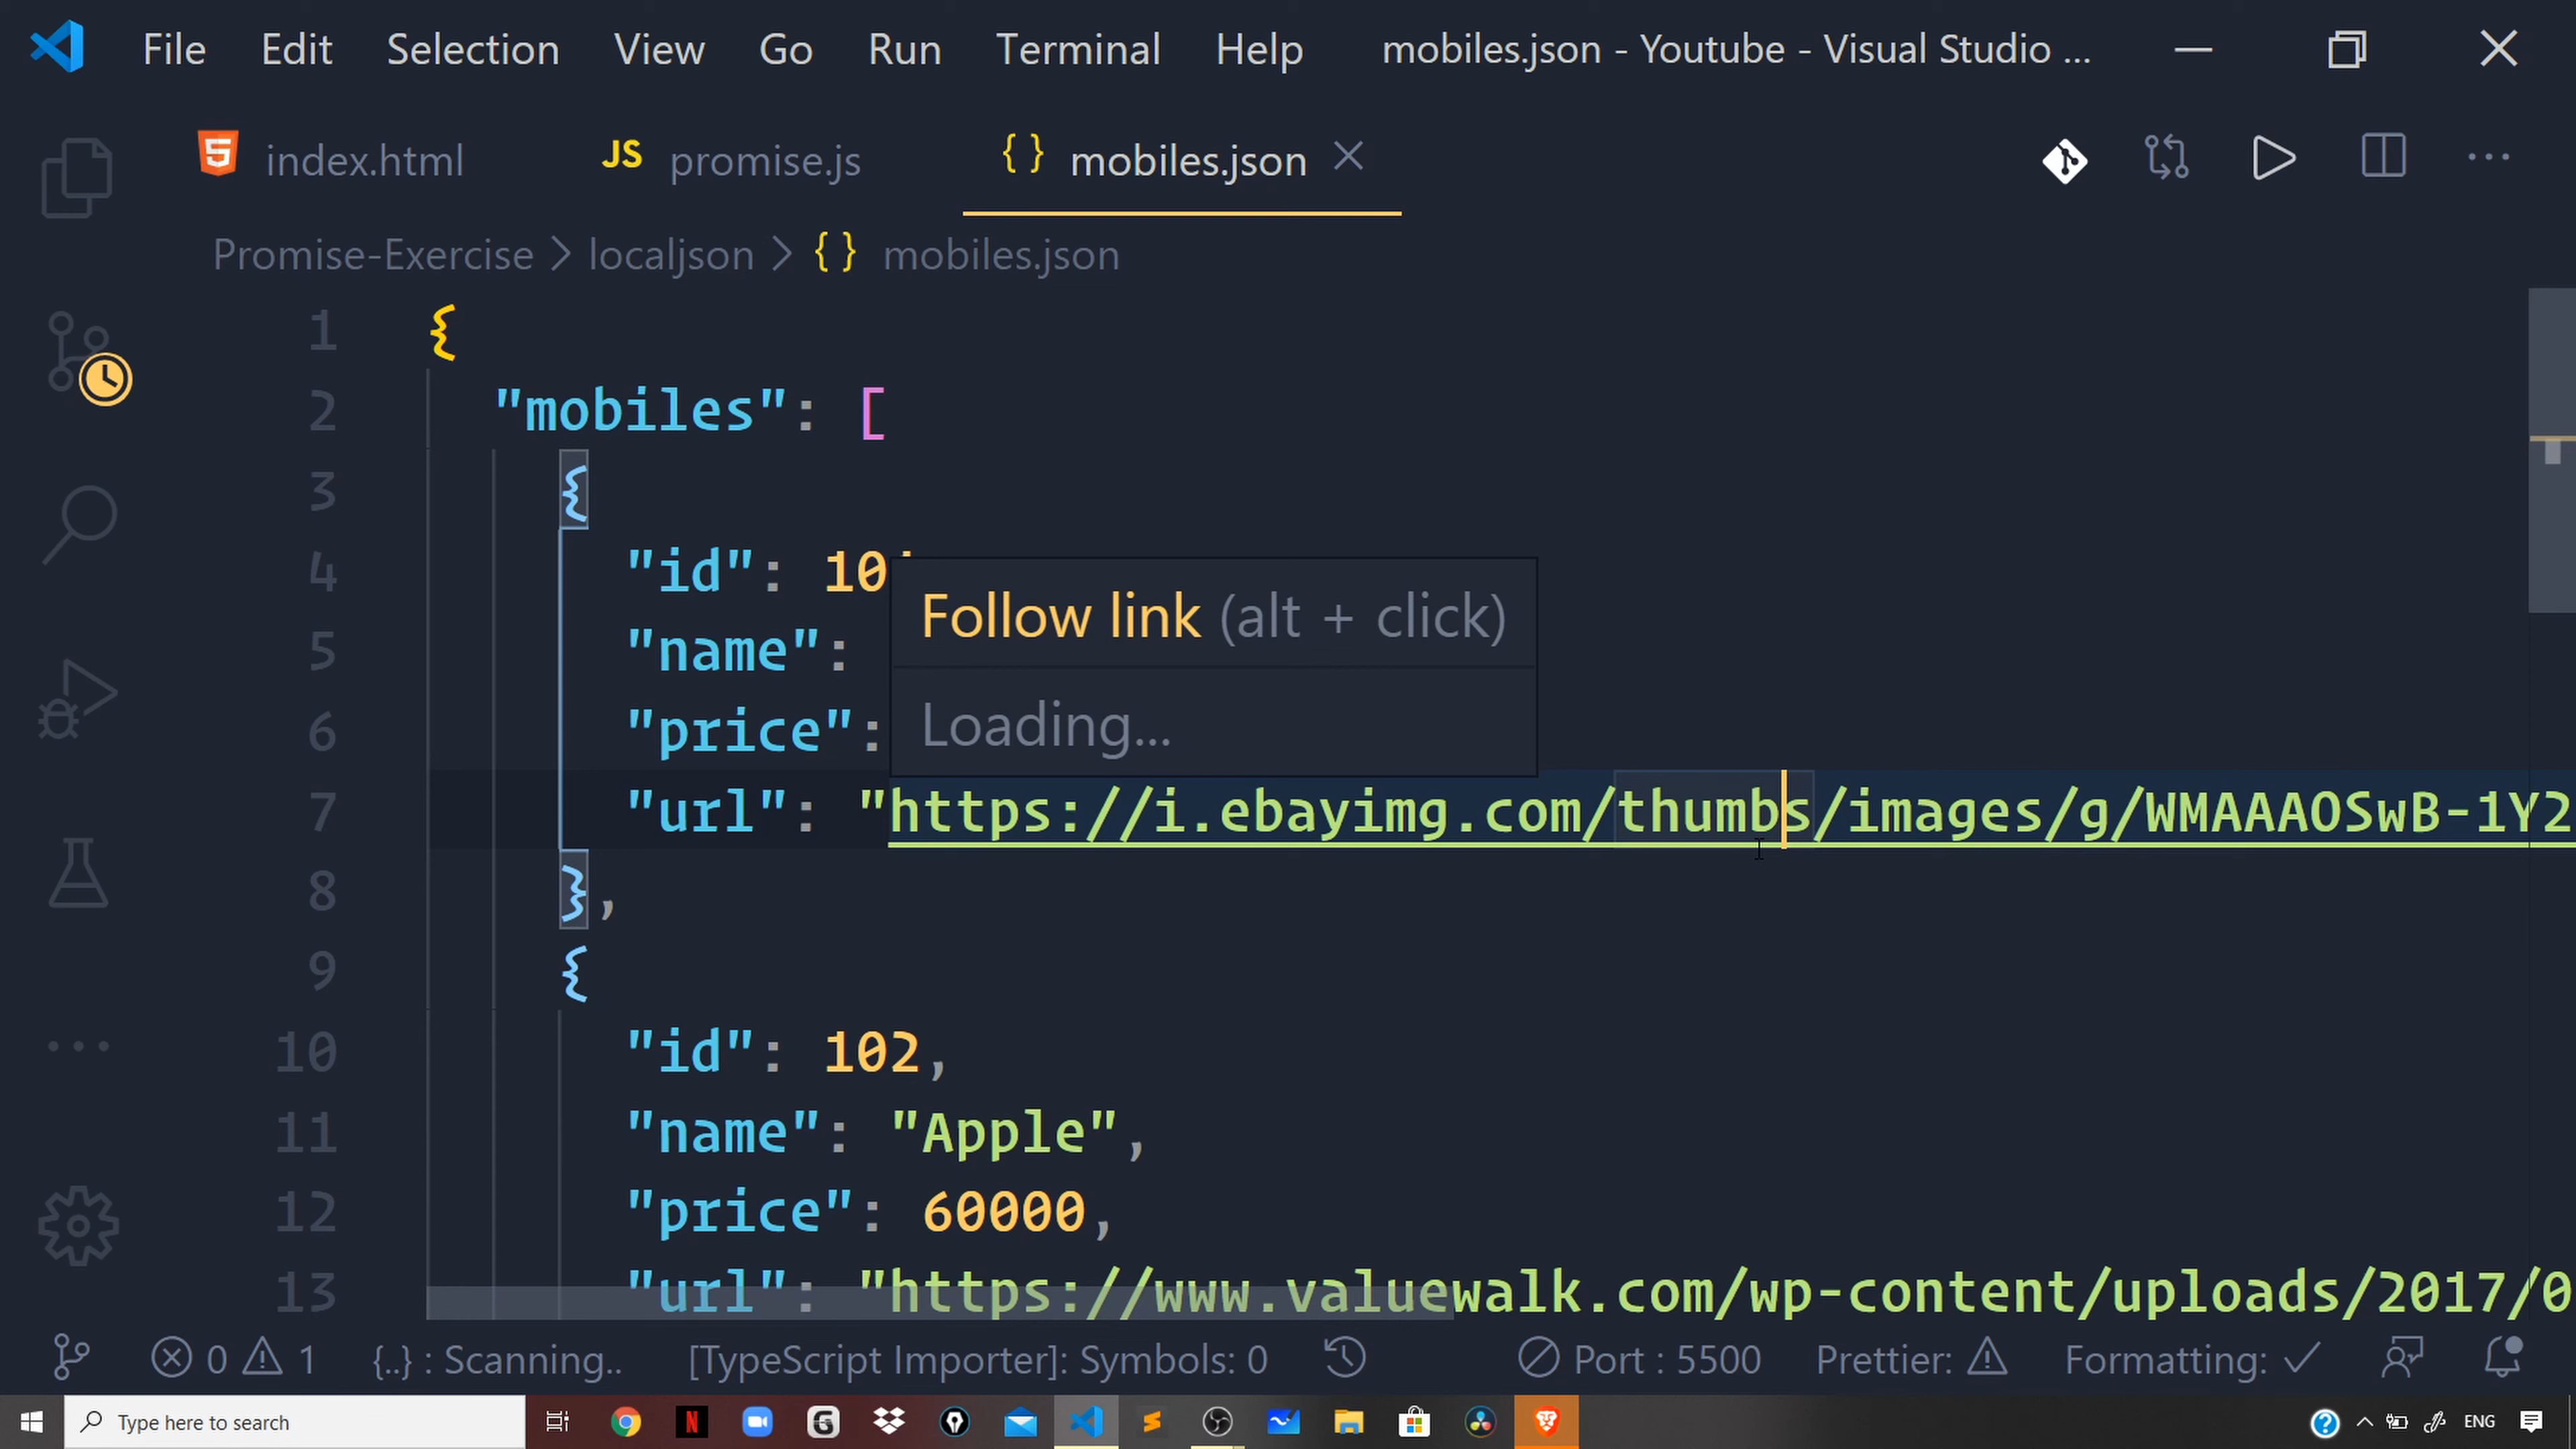 File Edit Selection View Go Run Terminal Help mobiles.json - Youtube - Visual Studio ...
index.html JS promise.js { } mobiles.json
Promise-Exercise > localjson > { } mobiles.json
1 {
2 "mobiles": [
3 {
4 "id": 10
5 "name":
6 "price":
Follow link (alt + click)
Loading...
7 "url": "https://i.ebayimg.com/thumbs/images/g/WMAAAOSwB-1Y2
8 },
9 {
10 "id": 102,
11 "name": "Apple",
12 "price": 60000,
13 "url": "https://www.valuewalk.com/wp-content/uploads/2017/0
0 1 {..} : Scanning.. [TypeScript Importer]: Symbols: 0 Port : 5500 Prettier: Formatting:
Type here to search ENG